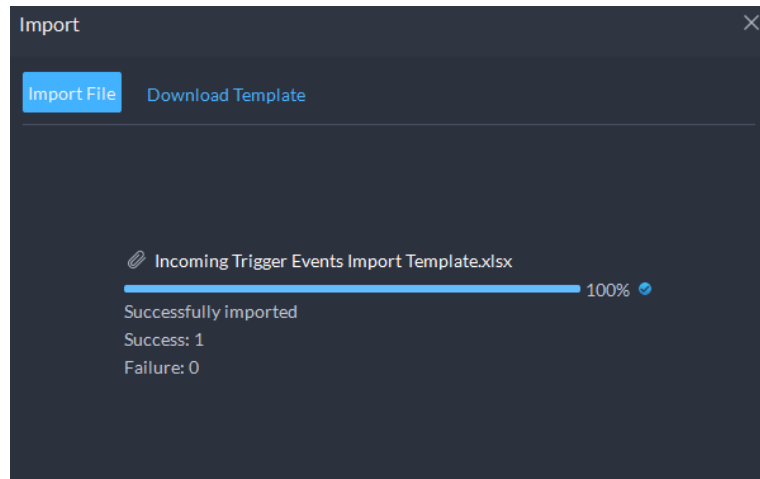 Import
Import File
Download Template
Incoming Trigger Events Import Template.xlsx
100%
Successfully imported
Success: 1
Failure: 0